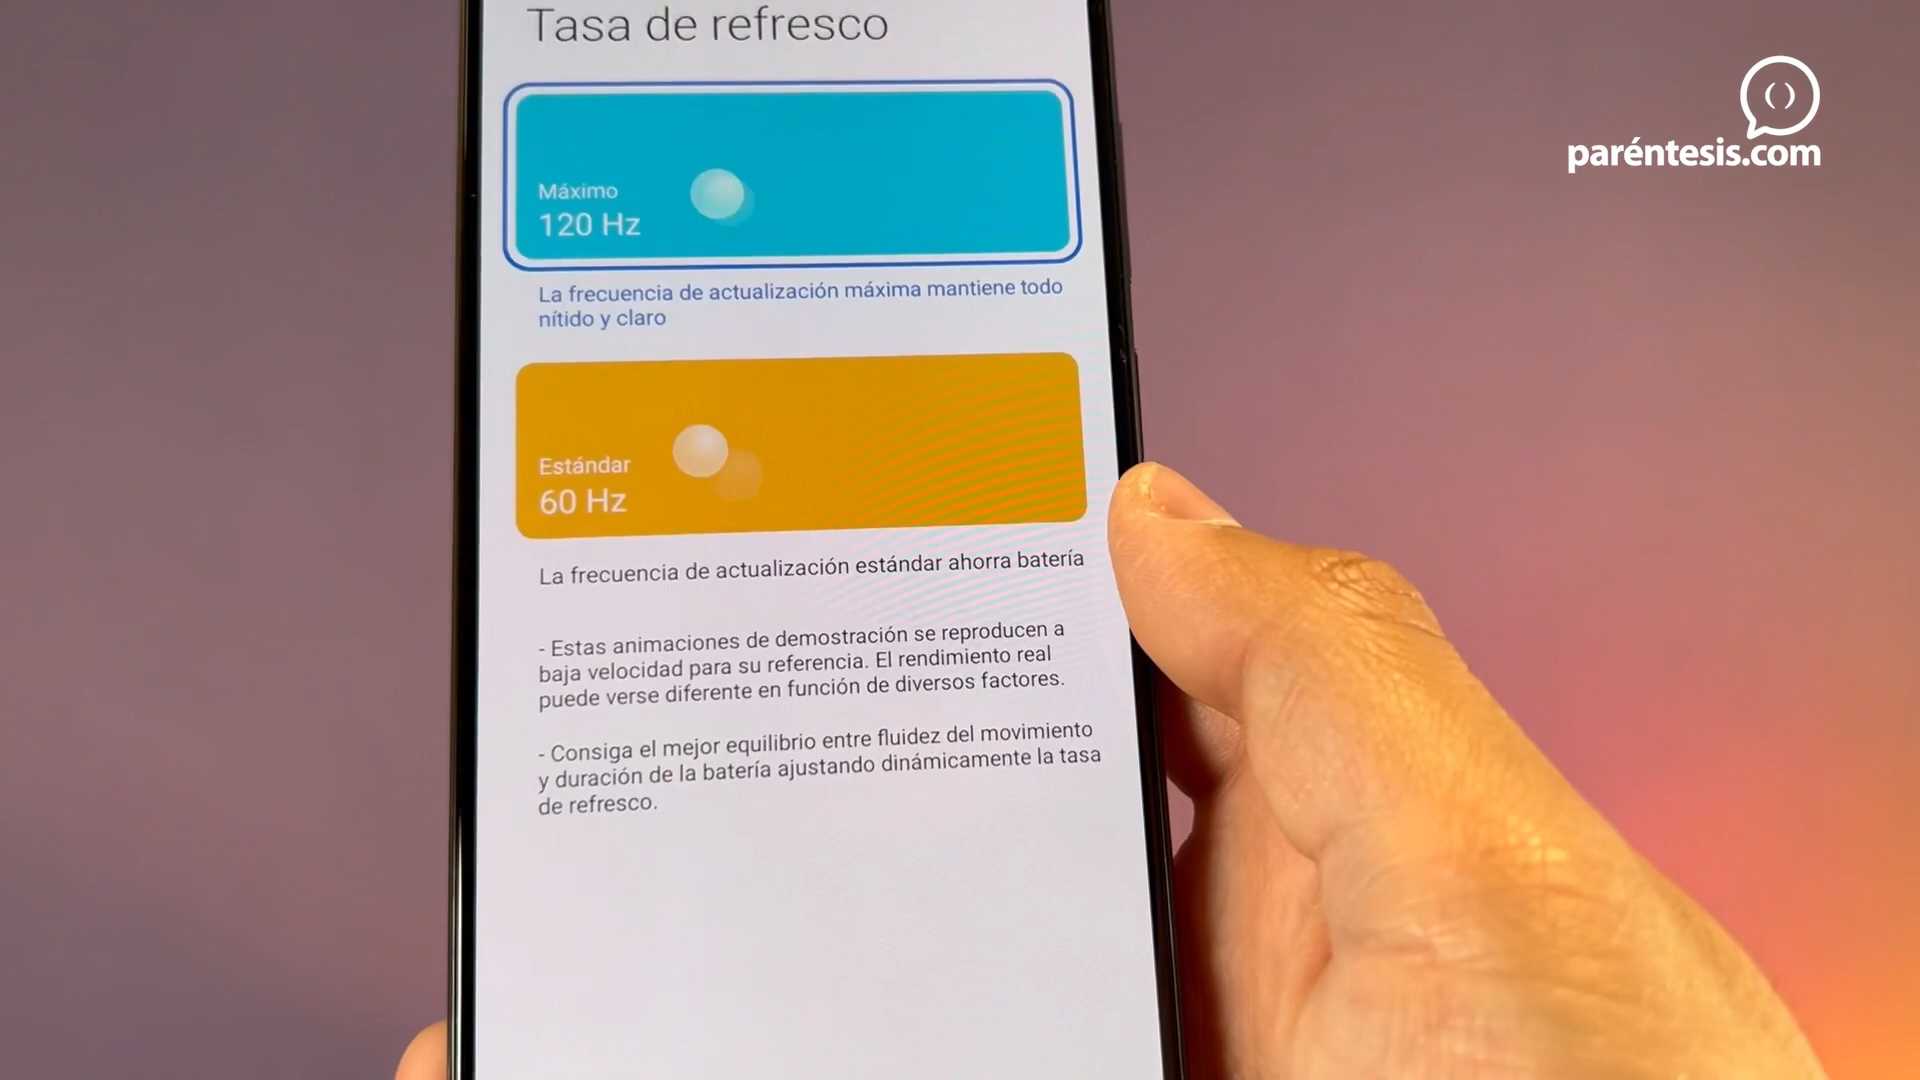 Tasa de refresco
( )
paréntesis.com
Máximo
120 Hz
La frecuencia de actualización máxima mantiene todo
nítido y claro
Estándar
60 Hz
La frecuencia de actualización estándar ahorra batería
- Estas animaciones de demostración se reproducen a
baja velocidad para su referencia. El rendimiento real
puede verse diferente en función de diversos factores.
- Consiga el mejor equilibrio entre fluidez del movimiento
y duración de la batería ajustando dinámicamente la tasa
de refresco.